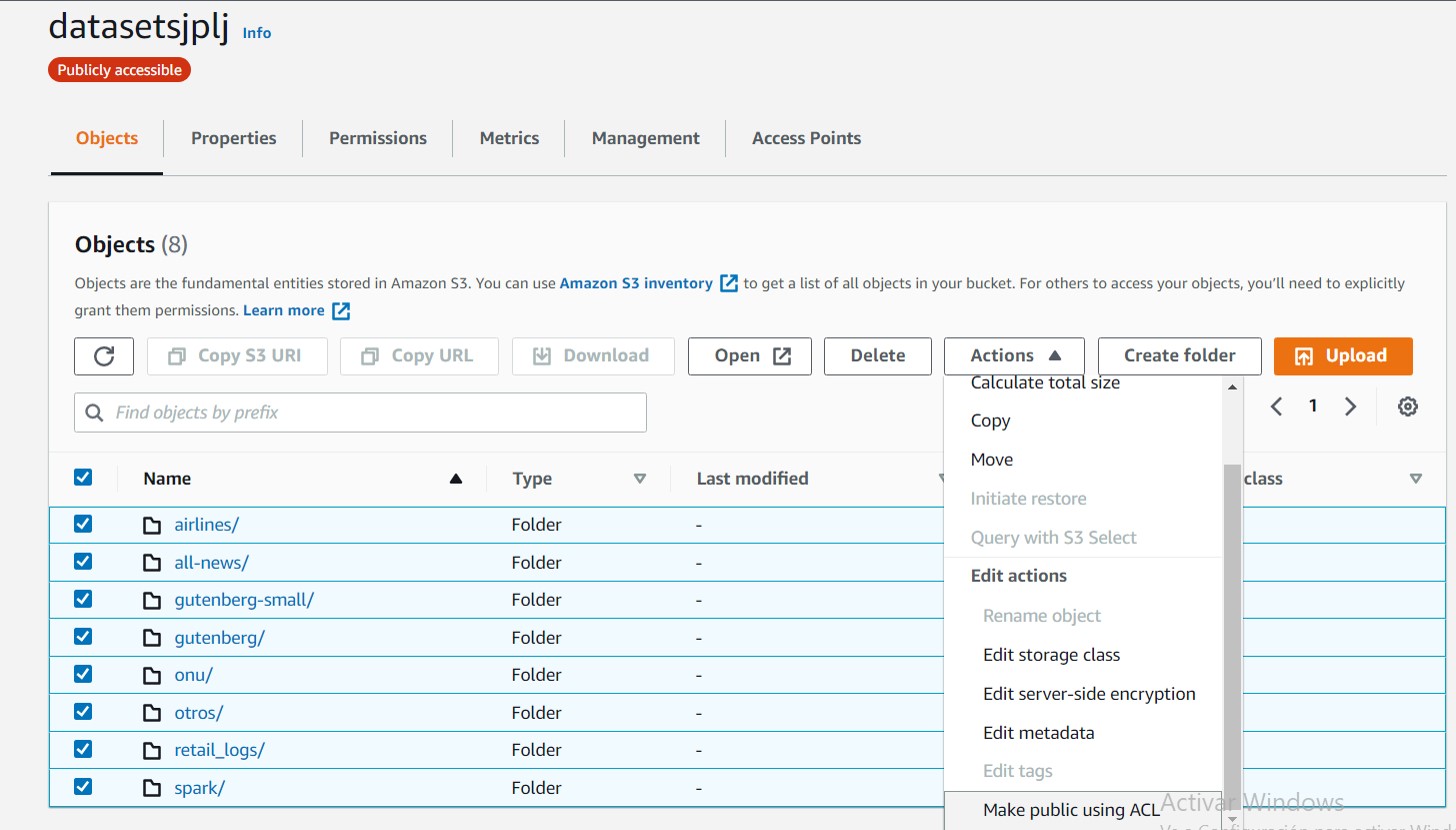 datasetsjplj Info
Publicly accessible
Objects Properties Permissions Metrics Management Access Points
Objects (8)
Objects are the fundamental entities stored in Amazon S3. You can use Amazon S3 inventory to get a list of all objects in your bucket. For others to access your objects, you'll need to explicitly
grant them permissions. Learn more
Copy S3 URI Copy URL Download Open Delete Actions Create folder Upload
Calculate total size
Find objects by prefix
1
Copy
Move
Name Type Last modified class
Initiate restore
airlines/ Folder -
Query with S3 Select
all-news/ Folder -
Edit actions
gutenberg-small/ Folder -
Rename object
gutenberg/ Folder -
Edit storage class
onu/ Folder -
Edit server-side encryption
otros/ Folder -
Edit metadata
retail_logs/ Folder -
Edit tags
spark/ Folder -
Make public using ACL
Activar Windows